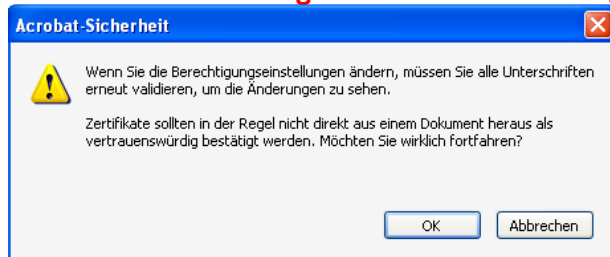 Acrobat-Sicherheit
Wenn Sie die Berechtigungseinstellungen ändern, müssen Sie alle Unterschriften
erneut validieren, um die Änderungen zu sehen.
Zertifikate sollten in der Regel nicht direkt aus einem Dokument heraus als
vertrauenswürdig bestätigt werden. Möchten Sie wirklich fortfahren?
OK Abbrechen